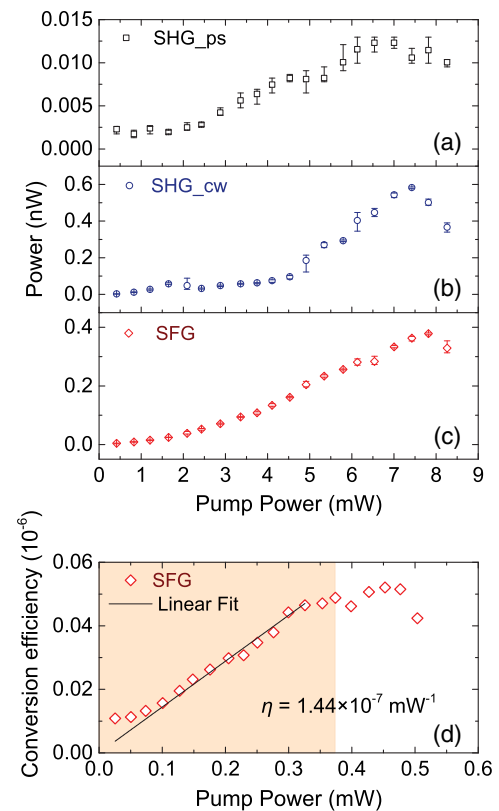 SHG_ps
0.015
0.010
0.005
0.000
(a)
SHG_cw
0.6
0.4
0.2
0.0
(b)
Power (nW)
SFG
0.4
0.2
0.0
(c)
0 1 2 3 4 5 6 7 8 9
Pump Power (mW)
Conversion efficiency (10⁻⁶)
0.06
0.04
0.02
0.00
SFG
Linear Fit
η = 1.44×10⁻⁷ mW⁻¹
(d)
0.0 0.1 0.2 0.3 0.4 0.5 0.6
Pump Power (mW)